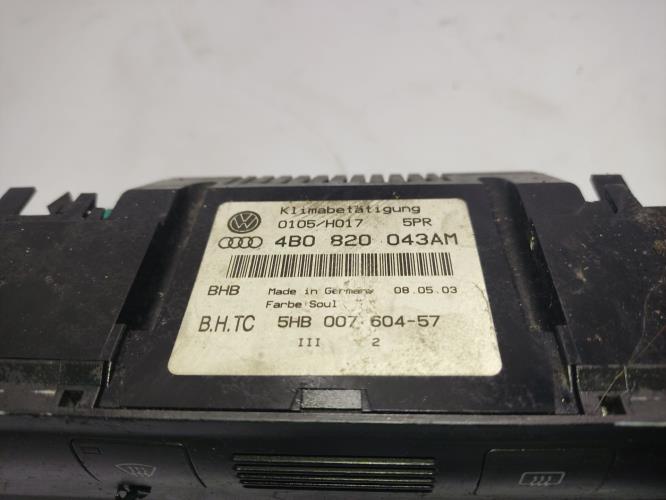 Klimabetätigung
0105/H017 5PR
4B0 820 043AM
BHB Made in Germany 08.05.03
Farbe Soul
B.H.TC 5HB 007 604-57
III 2